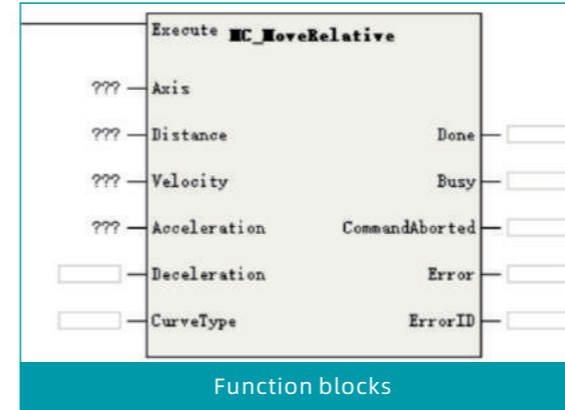 Execute MC_MoveRelative
??? Axis
??? Distance Done
??? Velocity Busy
??? Acceleration CommandAborted
Deceleration Error
CurveType ErrorID
Function blocks